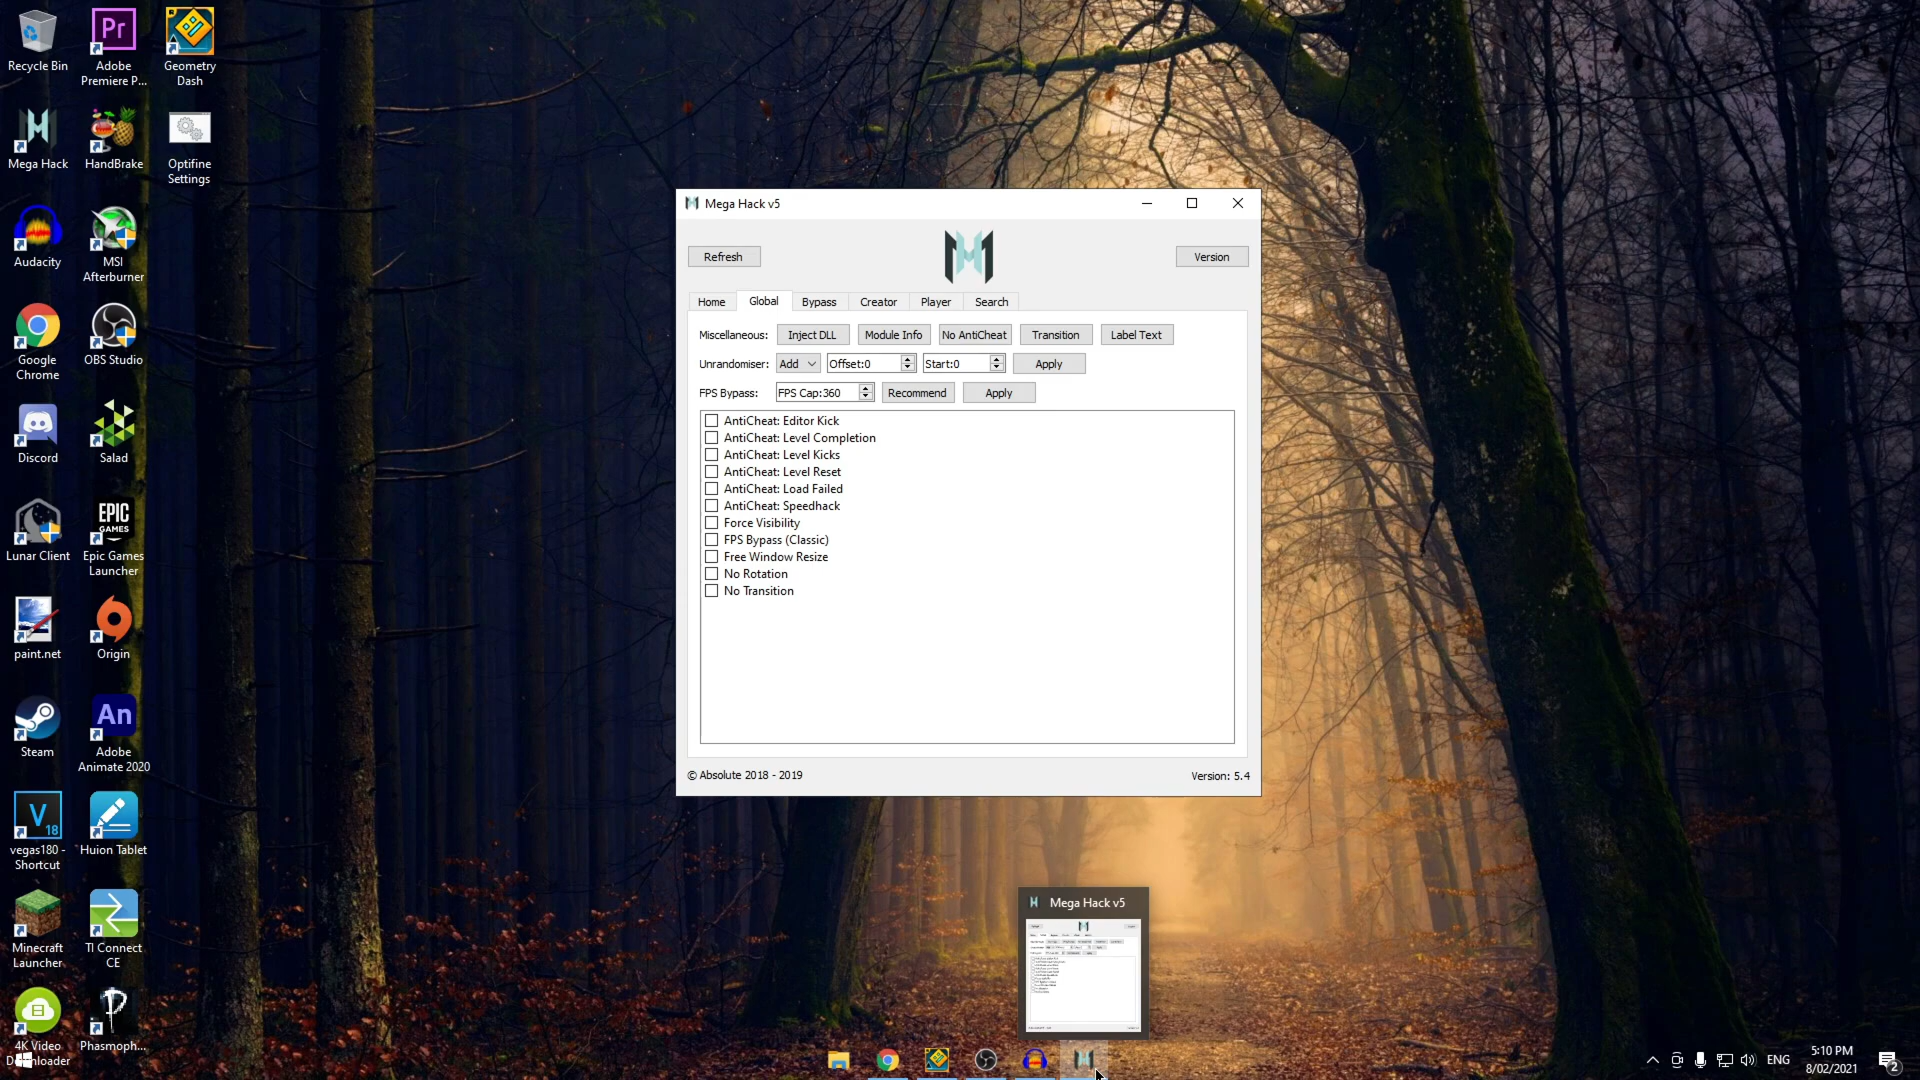 Recycle Bin
Adobe Premiere P...
Geometry Dash
Mega Hack
HandBrake
Optifine Settings
Audacity
MSI Afterburner
Google Chrome
OBS Studio
Discord
Salad
Lunar Client
EPIC GAMES
Epic Games Launcher
paint.net
Origin
Steam
An
Adobe Animate 2020
V 18
vegas180 - Shortcut
Huion Tablet
Minecraft Launcher
TI Connect CE
4K Video
Phasmoph...
Pr
Mega Hack v5
Refresh
Version
Home Global Bypass Creator Player Search
Miscellaneous: Inject DLL Module Info No AntiCheat Transition Label Text
Unrandomiser: Add Offset:0 Start:0 Apply
FPS Bypass: FPS Cap:360 Recommend Apply
AntiCheat: Editor Kick
AntiCheat: Level Completion
AntiCheat: Level Kicks
AntiCheat: Level Reset
AntiCheat: Load Failed
AntiCheat: Speedhack
Force Visibility
FPS Bypass (Classic)
Free Window Resize
No Rotation
No Transition
© Absolute 2018 - 2019
Version: 5.4
Mega Hack v5
ENG
5:10 PM
8/02/2021
2